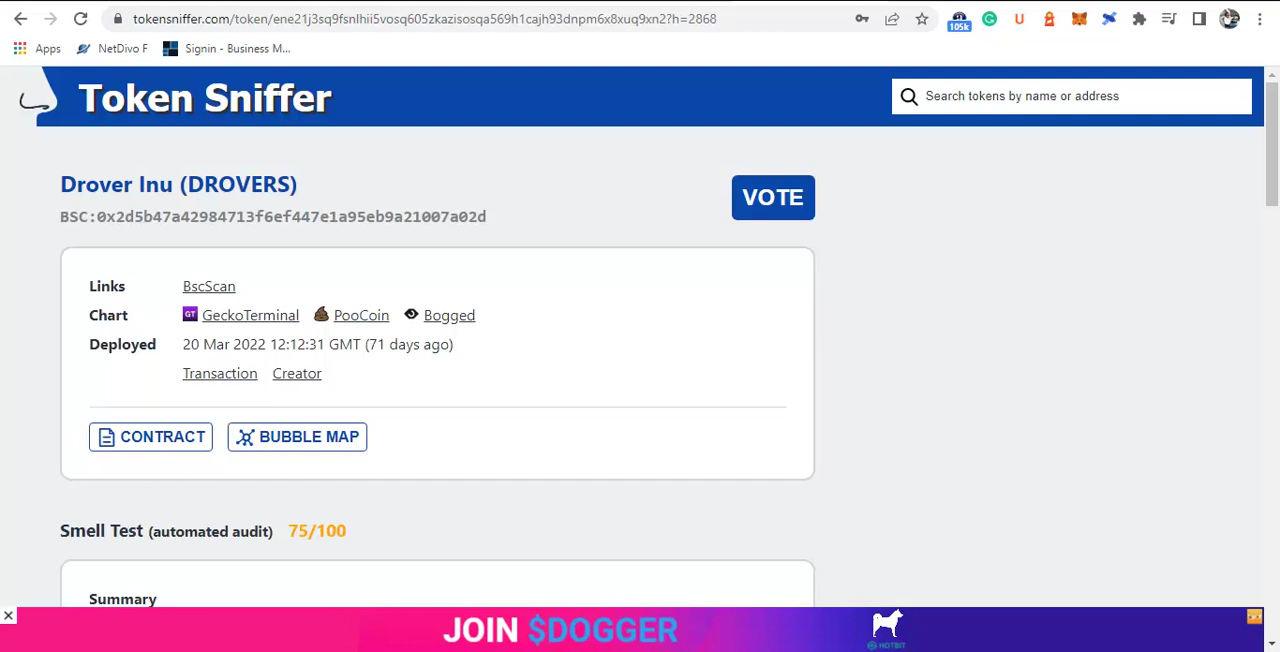 tokensniffer.com/token/ene21j3sq9fsnlhii5vosq605zkazisosqa569h1cajh93dnpm6x8xuq9xn2?h=2868
105k
Apps NetDivo F Signin - Business M...
Token Sniffer
Search tokens by name or address
Drover Inu (DROVERS)
VOTE
BSC:0x2d5b47a42984713f6ef447e1a95eb9a21007a02d
Links BscScan
Chart GT GeckoTerminal PooCoin Bogged
Deployed 20 Mar 2022 12:12:31 GMT (71 days ago)
Transaction Creator
CONTRACT BUBBLE MAP
Smell Test (automated audit) 75/100
Summary
JOIN $DOGGER
HOTBIT